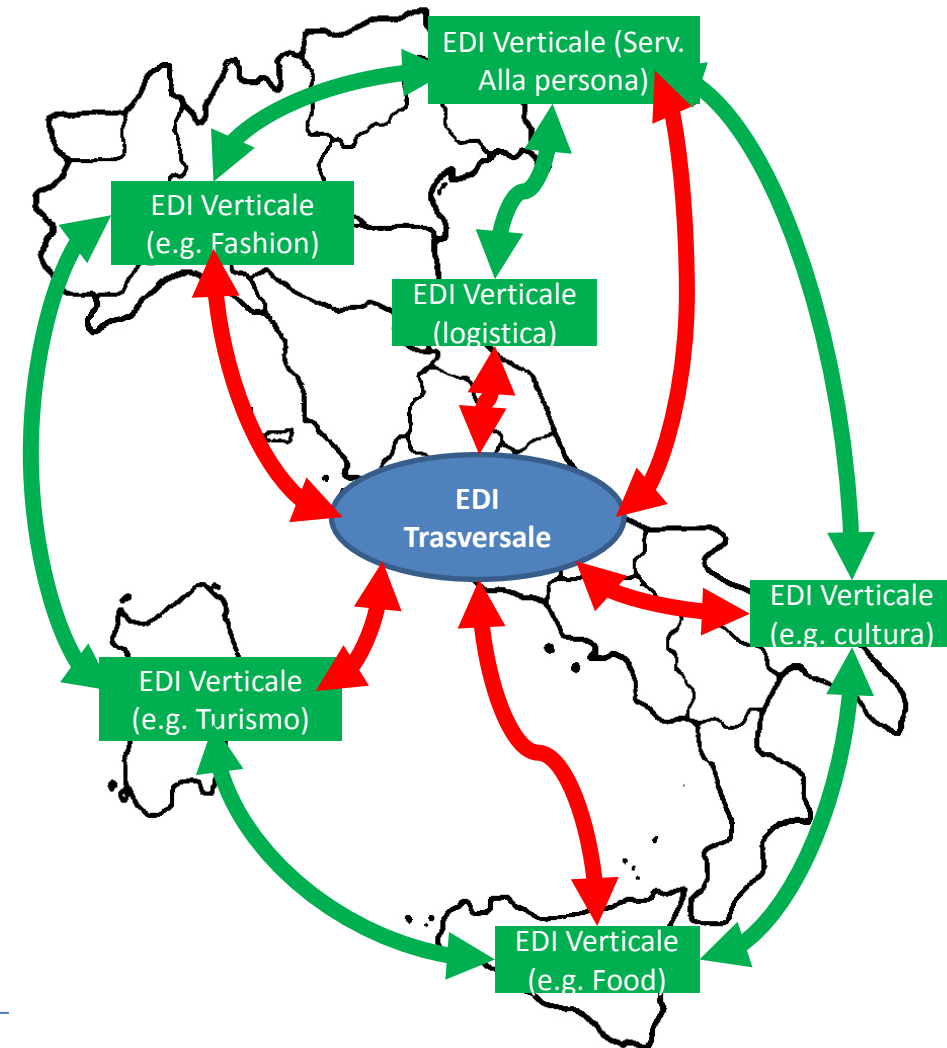 EDI Verticale (Serv.
Alla persona)
EDI Verticale
(e.g. Fashion)
EDI Verticale
(logistica)
EDI
Trasversale
EDI Verticale
(e.g. cultura)
EDI Verticale
(e.g. Turismo)
EDI Verticale
(e.g. Food)